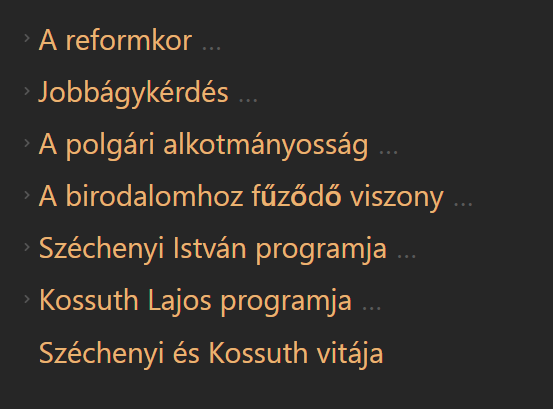 A reformkor ...
Jobbágykérdés ...
A polgári alkotmányosság ...
A birodalomhoz fűződő viszony ...
Széchenyi István programja ...
Kossuth Lajos programja ...
Széchenyi és Kossuth vitája